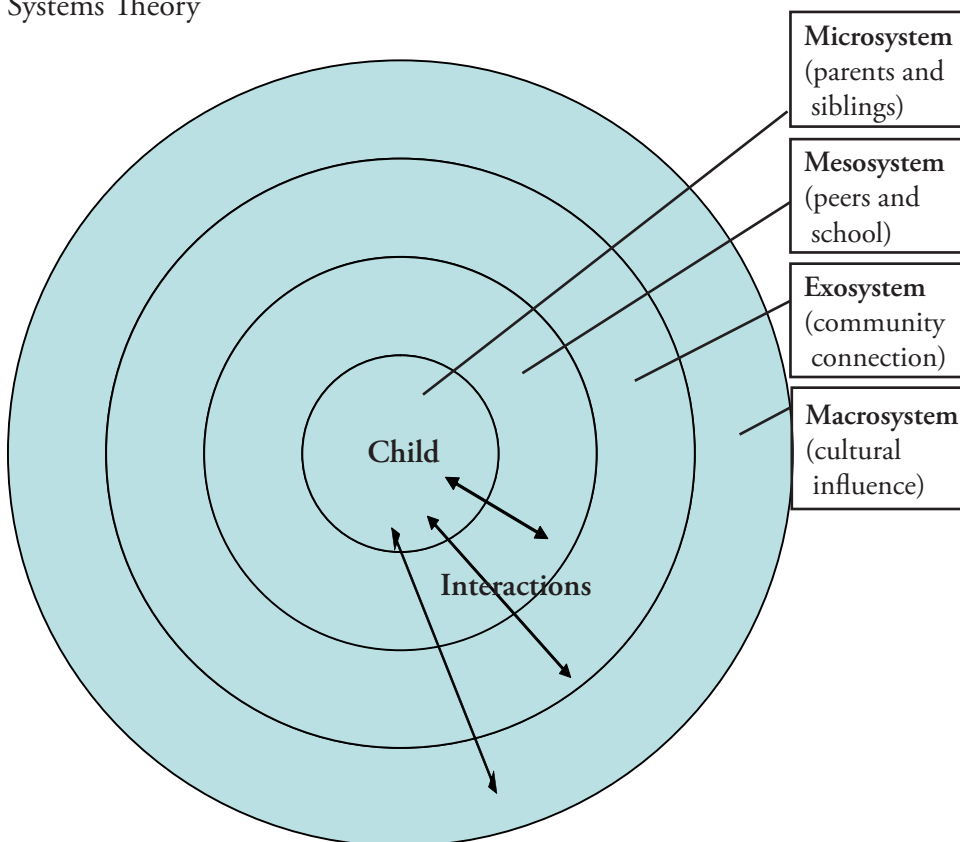 Systems Theory
Microsystem
(parents and
siblings)
Mesosystem
(peers and
school)
Exosystem
(community
connection)
Macrosystem
(cultural
influence)
Child
Interactions